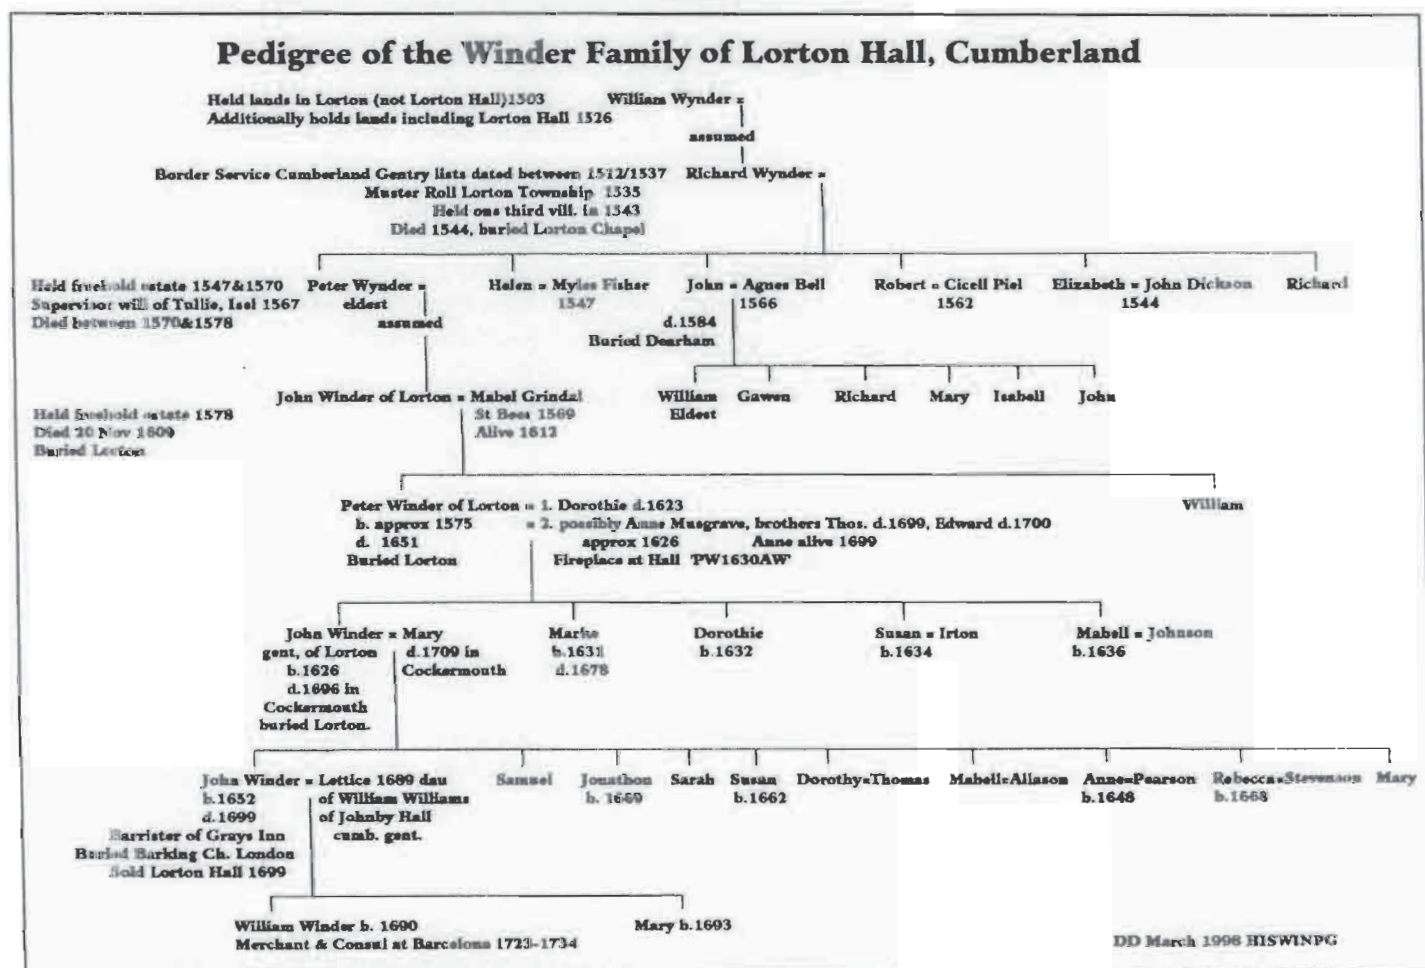 Pedigree of the Winder Family of Lorton Hall, Cumberland
Held lands in Lorton (not Lorton Hall)1503
Additionally holds lands including Lorton Hall 1526
William Wynder =
assumed
Border Service Cumberland Gentry lists dated between 1512/1537
Muster Roll Lorton Township 1535
Held one third vill. in 1543
Died 1544, buried Lorton Chapel
Richard Wynder =
Held freehold estate 1547&1570
Supervisor will of Tullie, Isel 1567
Died between 1570&1578
Peter Wynder =
eldest
assumed
Helen = Myles Fisher
1547
John = Agnes Bell
1566
d.1584
Buried Dearham
Robert = Cicell Piel
1562
Elizabeth = John Dickson
1544
Richard
William
Eldest
Gawen
Richard
Mary
Isabell
John
Held freehold estate 1578
Died 20 Nov 1609
Buried Lorton
John Winder of Lorton = Mabel Grindal
St Bees 1569
Alive 1612
Peter Winder of Lorton = 1. Dorothie d.1623
b. approx 1575
d. 1651
Buried Lorton
= 2. possibly Anne Musgrave, brothers Thos. d.1699, Edward d.1700
approx 1626 Anne alive 1699
Fireplace at Hall 'PW1630AW'
William
John Winder = Mary
gent, of Lorton
b.1626
d.1696 in
Cockermouth
buried Lorton.
d.1709 in
Cockermouth
b.1631
d.1678
Dorothie
b.1632
Susan = Irton
b.1634
Mabell = Johnson
b.1636
John Winder = Lettice 1689 dau
of William Williams
of Johnby Hall
cumb. gent.
b.1652
d.1699
Barrister of Grays Inn
Buried Barking Ch. London
Sold Lorton Hall 1699
Samuel
Jonathon
b. 1669
Sarah
Susan
b.1662
Dorothy=Thomas
Mabell=Allason
Anne=Pearson
b.1648
Rebecca=Stevenson
b.1668
Mary
William Winder b. 1690
Merchant & Consul at Barcelona 1723-1734
Mary b.1693
DD March 1998 HISWINPG